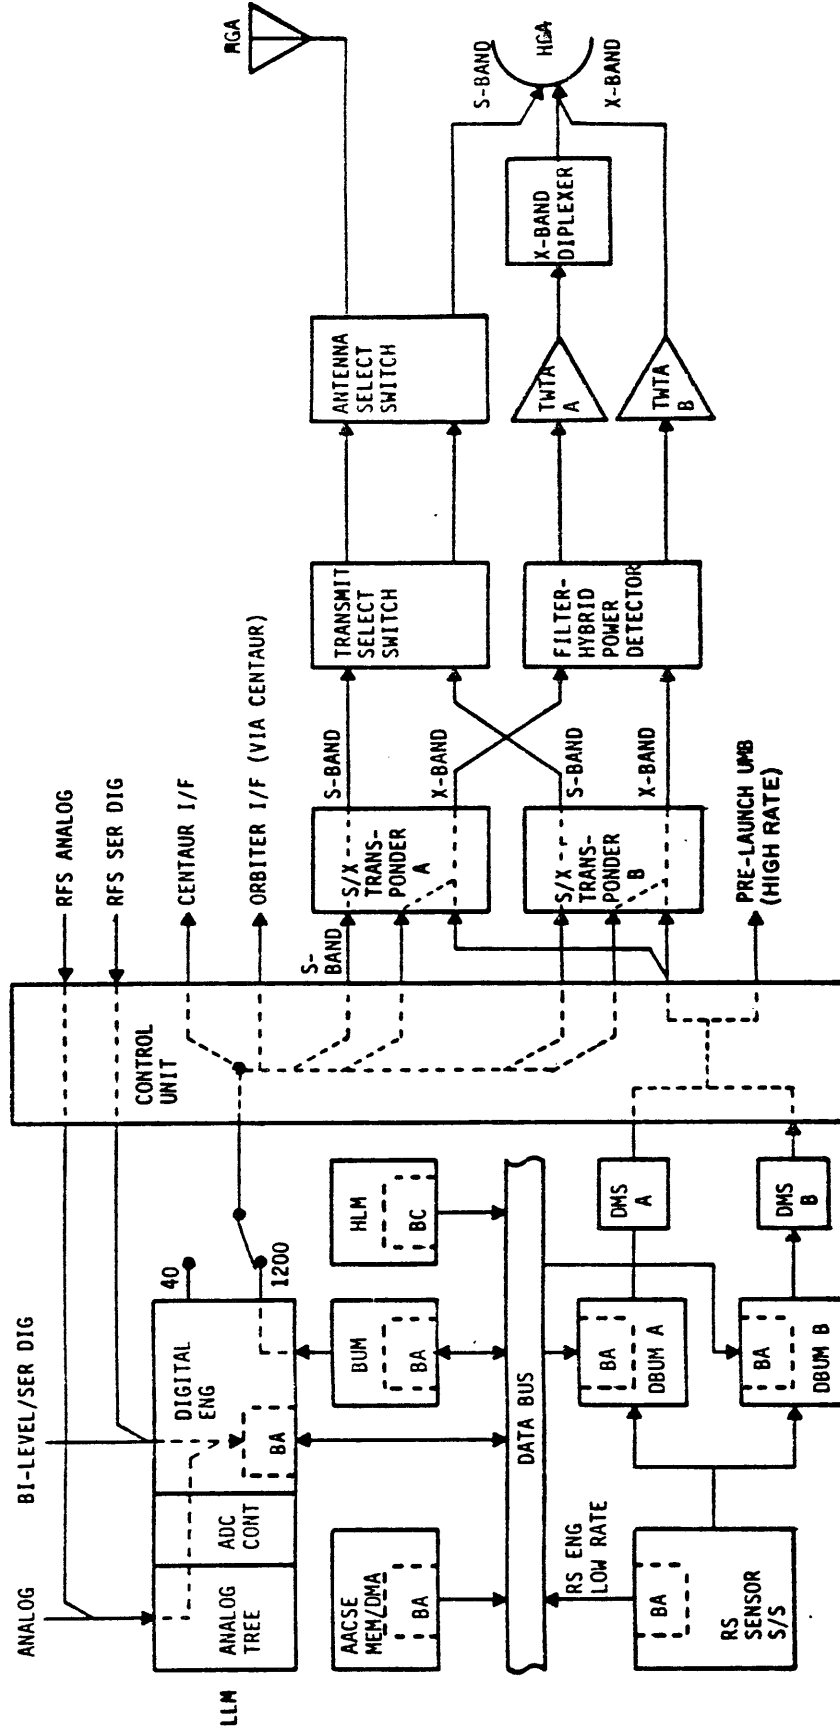 LLM
ANALOG
BI-LEVEL/SER DIG
ANALOG
TREE
ADC
CONT
DIGITAL
ENG
BA
40
1200
AACSE
MEM/DMA
BA
BUM
BA
HLM
BC
DATA BUS
RS ENG
LOW RATE
BA
RS
SENSOR
S/S
BA
DBUM A
BA
DBUM B
DMS
A
DMS
B
CONTROL
UNIT
RFS ANALOG
RFS SER DIG
CENTAUR I/F
ORBITER I/F (VIA CENTAUR)
S-
BAND
S/X
TRANS-
PONDER
A
S/X
TRANS-
PONDER
B
PRE-LAUNCH UMB
(HIGH RATE)
S-BAND
X-BAND
S-BAND
X-BAND
TRANSMIT
SELECT
SWITCH
FILTER-
HYBRID
POWER
DETECTOR
ANTENNA
SELECT
SWITCH
TWTA
A
TWTA
B
X-BAND
DIPLEXER
S-BAND
X-BAND
HGA